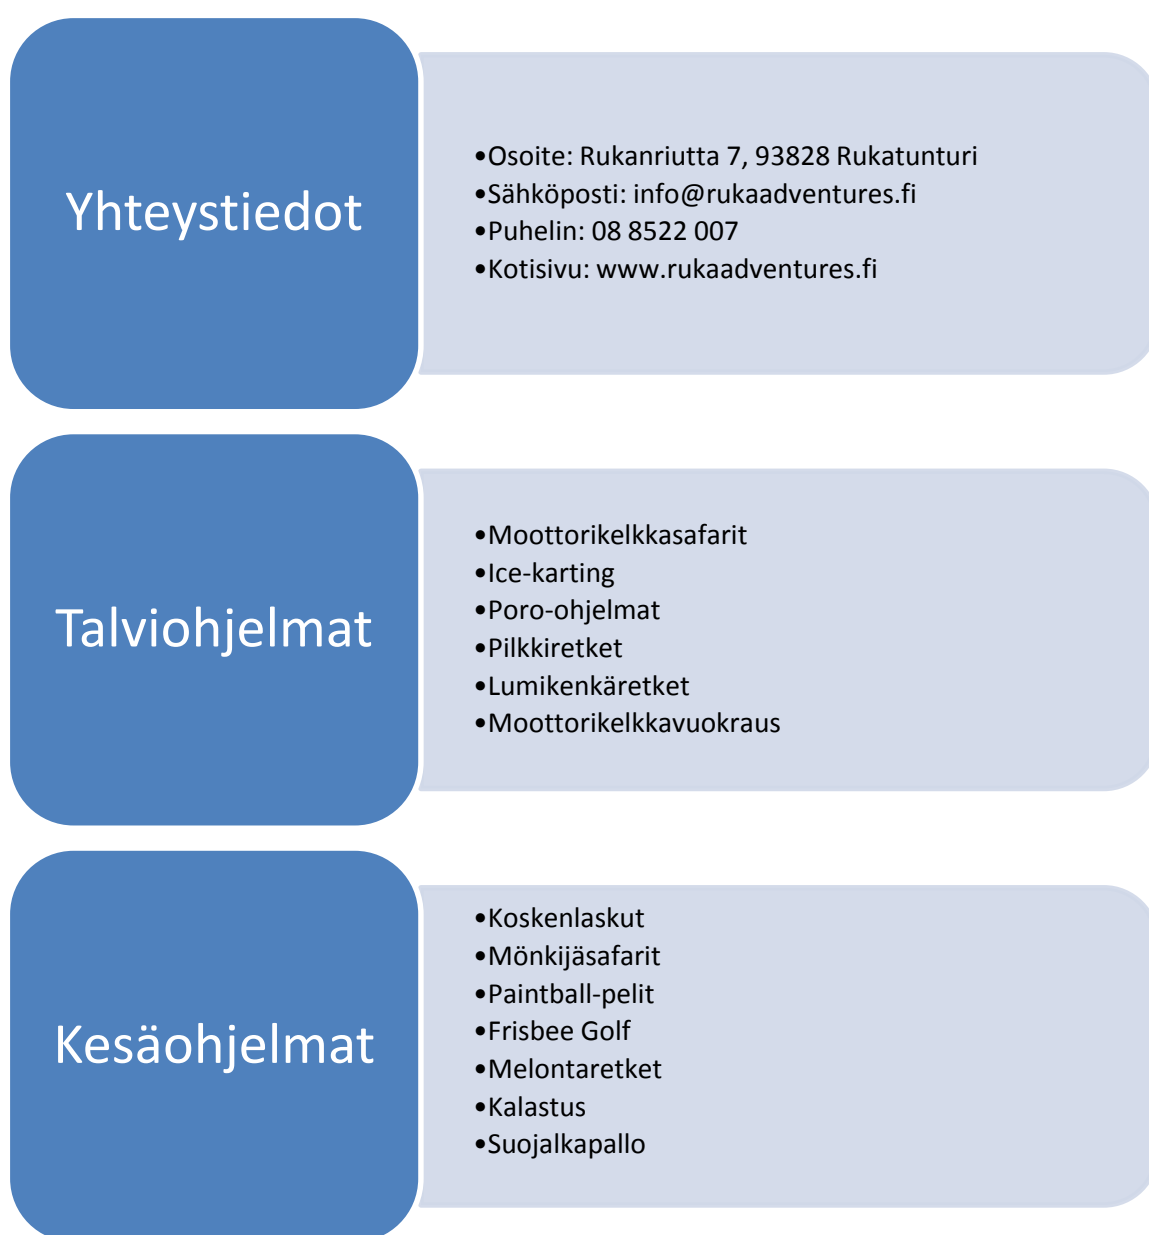 Yhteystiedot
•Osoite: Rukanriutta 7, 93828 Rukatunturi
•Sähköposti: info@rukaadventures.fi
•Puhelin: 08 8522 007
•Kotisivu: www.rukaadventures.fi
Talviohjelmat
•Moottorikelkkasafarit
•Ice-karting
•Poro-ohjelmat
•Pilkkiretket
•Lumikenkäretket
•Moottorikelkkavuokraus
Kesäohjelmat
•Koskenlaskut
•Mönkijäsafarit
•Paintball-pelit
•Frisbee Golf
•Melontaretket
•Kalastus
•Suojalkapallo